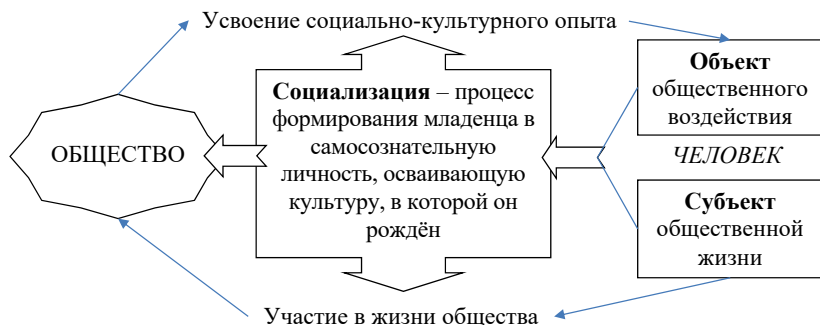 Усвоение социально-культурного опыта
ОБЩЕСТВО
Социализация – процесс
формирования младенца в
самосознательную
личность, осваивающую
культуру, в которой он
рождён
Объект
общественного
воздействия
ЧЕЛОВЕК
Субъект
общественной
жизни
Участие в жизни общества